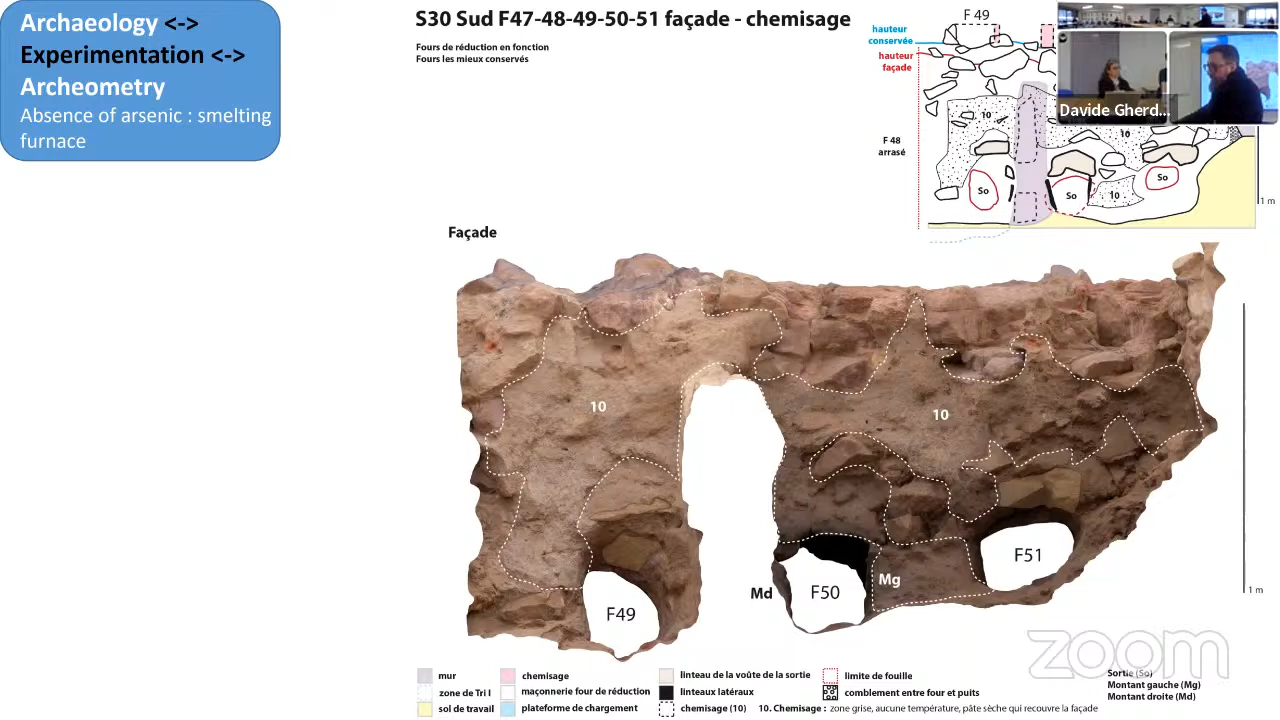 Archaeology <->
Experimentation <->
Archeometry
Absence of arsenic : smelting
furnace
S30 Sud F47-48-49-50-51 façade - chemisage
Fours de réduction en fonction
Fours les mieux conservés
F 49
hauteur
conservée
hauteur
façade
F 48
arrasé
10
10
10
So
So
So
1 m
Davide Gherd...
Façade
10
10
F49
Md
F50
Mg
F51
1 m
zoom
mur
zone de Tri I
sol de travail
chemisage
maçonnerie four de réduction
plateforme de chargement
linteau de la voûte de la sortie
linteaux latéraux
chemisage (10)
limite de fouille
comblement entre four et puits
10. Chemisage : zone grise, aucune température, pâte sèche qui recouvre la façade
Sortie (So)
Montant gauche (Mg)
Montant droite (Md)